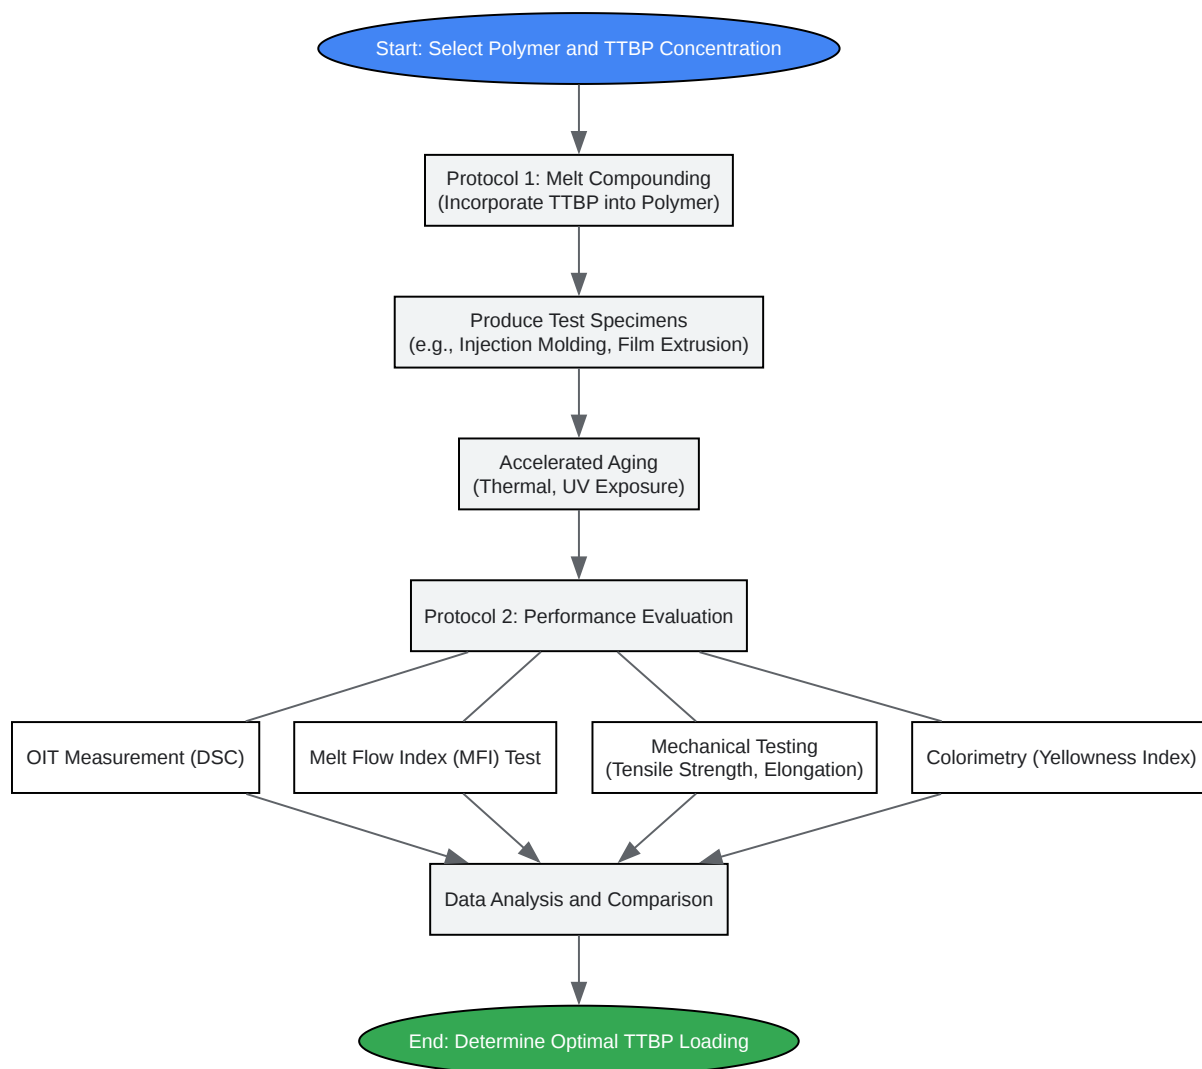 Start: Select Polymer and TTBP Concentration
Protocol 1: Melt Compounding
(Incorporate TTBP into Polymer)
Produce Test Specimens
(e.g., Injection Molding, Film Extrusion)
Accelerated Aging
(Thermal, UV Exposure)
Protocol 2: Performance Evaluation
OIT Measurement (DSC)
Melt Flow Index (MFI) Test
Mechanical Testing
(Tensile Strength, Elongation)
Colorimetry (Yellowness Index)
Data Analysis and Comparison
End: Determine Optimal TTBP Loading